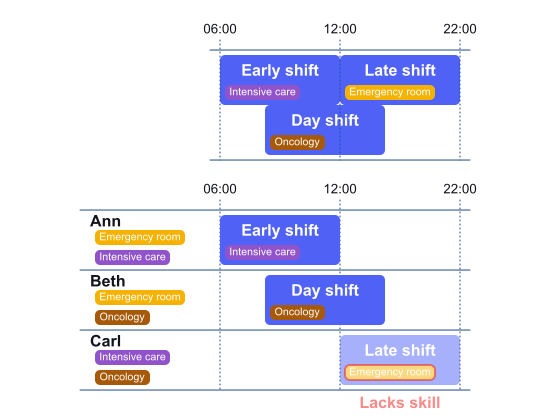 06:00 12:00 22:00
Early shift Late shift
Intensive care Emergency room
Day shift
Oncology
06:00 12:00 22:00
Ann
Emergency room Early shift
Intensive care Intensive care
Beth
Emergency room Day shift
Oncology Oncology
Carl
Intensive care Late shift
Oncology Emergency room
Lacks skill